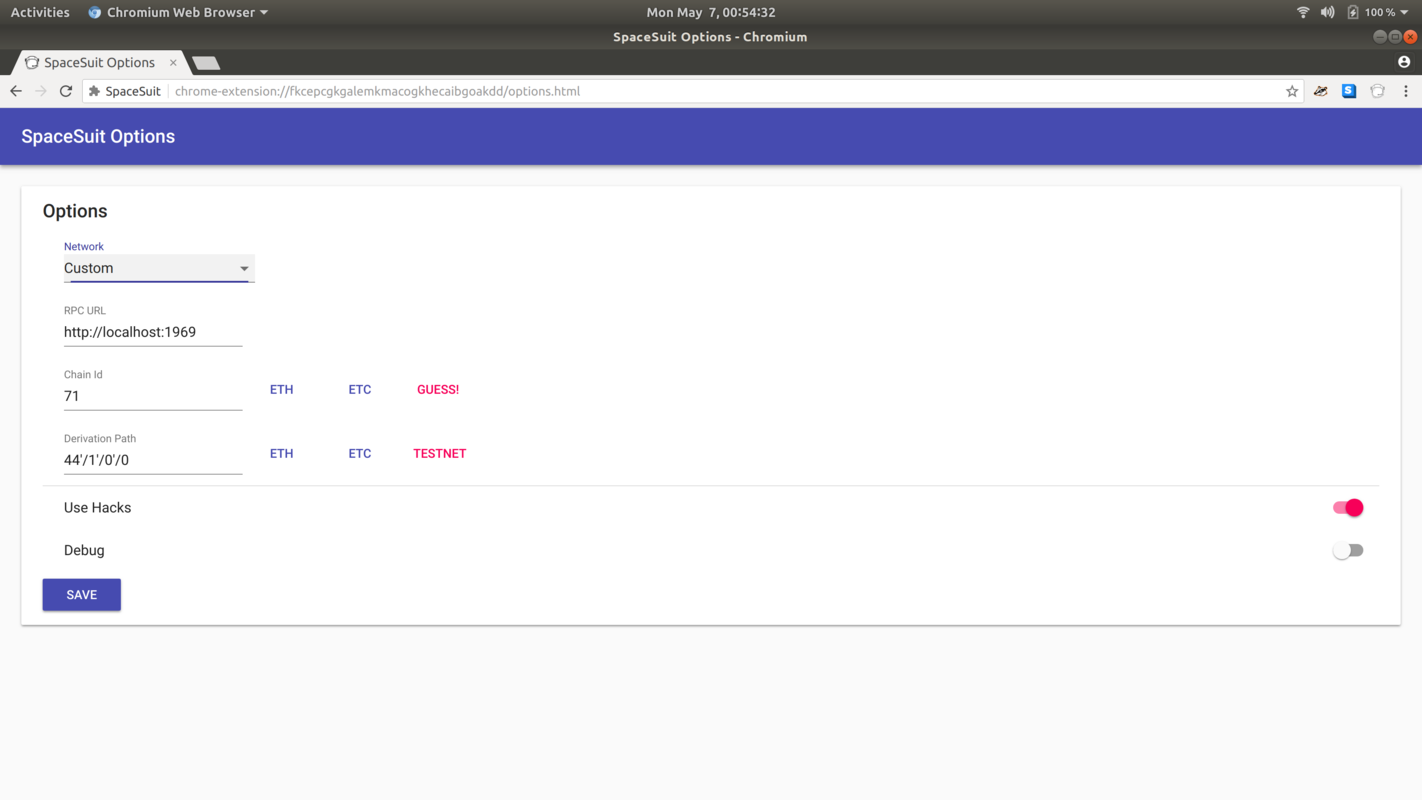 Activities Chromium Web Browser Mon May 7, 00:54:32 100 %
SpaceSuit Options - Chromium
SpaceSuit Options
SpaceSuit chrome-extension://fkcepcgkgalemkmacogkhecaibgoakdd/options.html S
SpaceSuit Options
Options
Network
Custom
RPC URL
http://localhost:1969
Chain Id
71 ETH ETC GUESS!
Derivation Path
44'/1'/0'/0 ETH ETC TESTNET
Use Hacks
Debug
SAVE